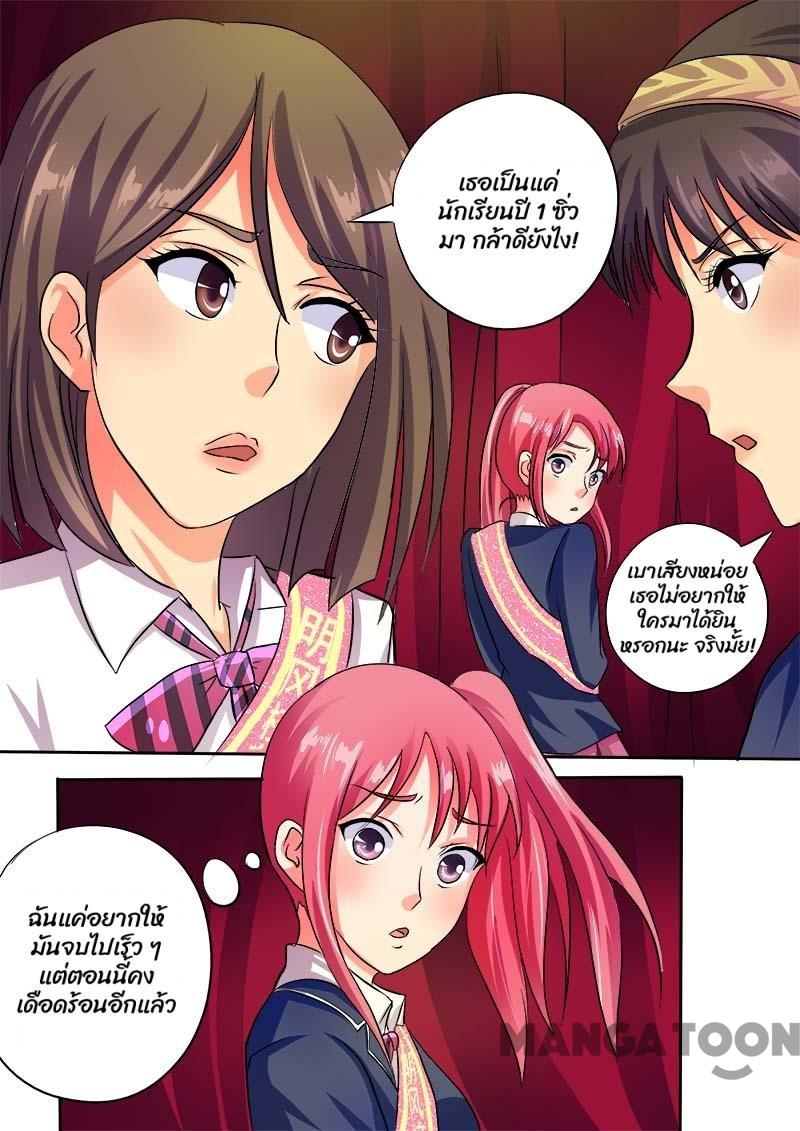 เธอเป็นแค่
นักเรียนปี 1 ซิ่ว
มา กล้าดียังไง!
เบาเสียงหน่อย
เธอไม่อยากให้
ใครมาได้ยิน
หรอกนะ จริงมั้ย!
明风
ฉันแค่อยากให้
มันจบไปเร็ว ๆ
แต่ตอนนี้คง
เดือดร้อนอีกแล้ว
MANGATOON